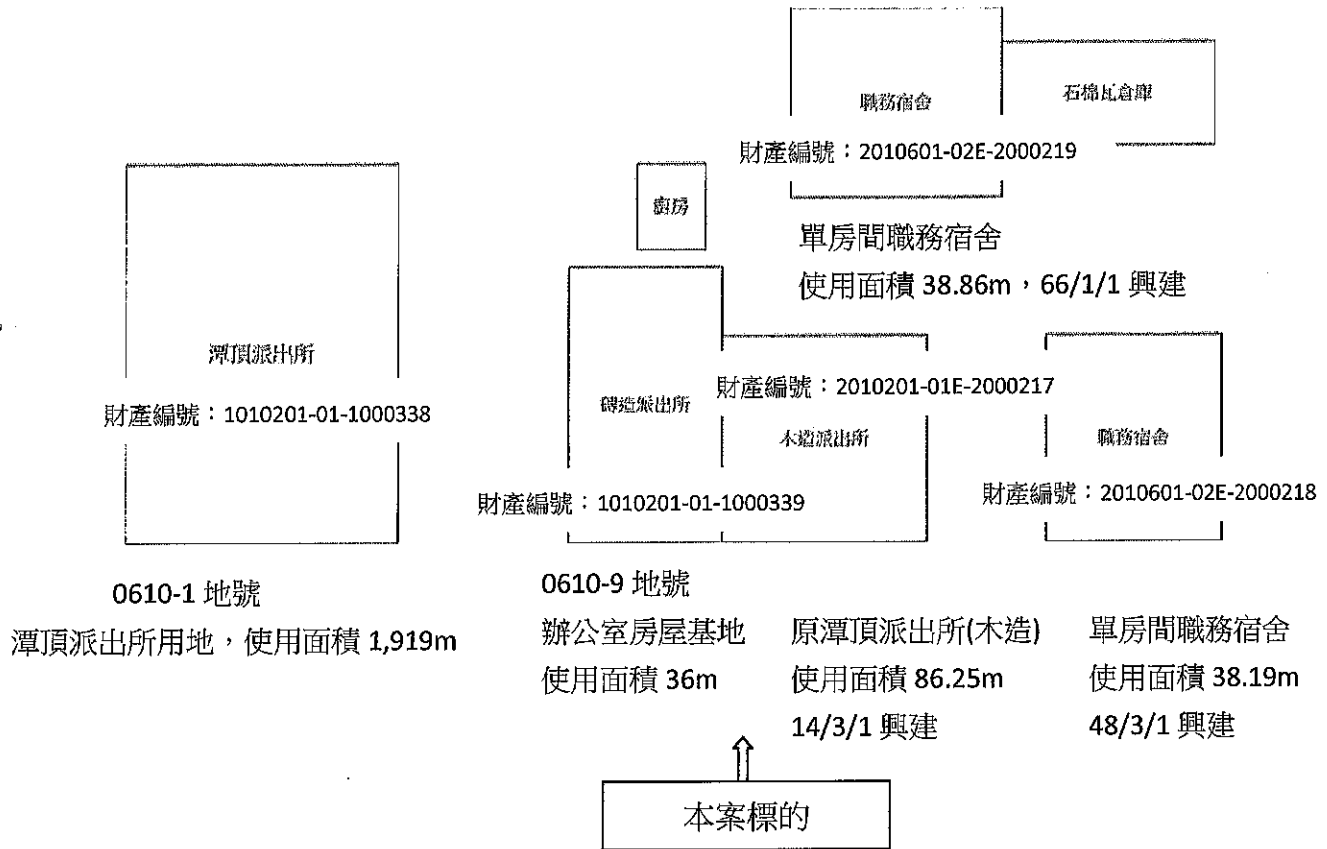 職務宿舍
石棉瓦倉庫
財產編號：2010601-02E-2000219
廚房
單房間職務宿舍
使用面積 38.86m，66/1/1 興建
潭頂派出所
財產編號：1010201-01-1000338
磚造派出所
財產編號：2010201-01E-2000217
木造派出所
職務宿舍
財產編號：1010201-01-1000339
財產編號：2010601-02E-2000218
0610-1 地號
潭頂派出所用地，使用面積 1,919m
0610-9 地號
辦公室房屋基地
使用面積 36m
原潭頂派出所(木造)
使用面積 86.25m
14/3/1 興建
單房間職務宿舍
使用面積 38.19m
48/3/1 興建
本案標的